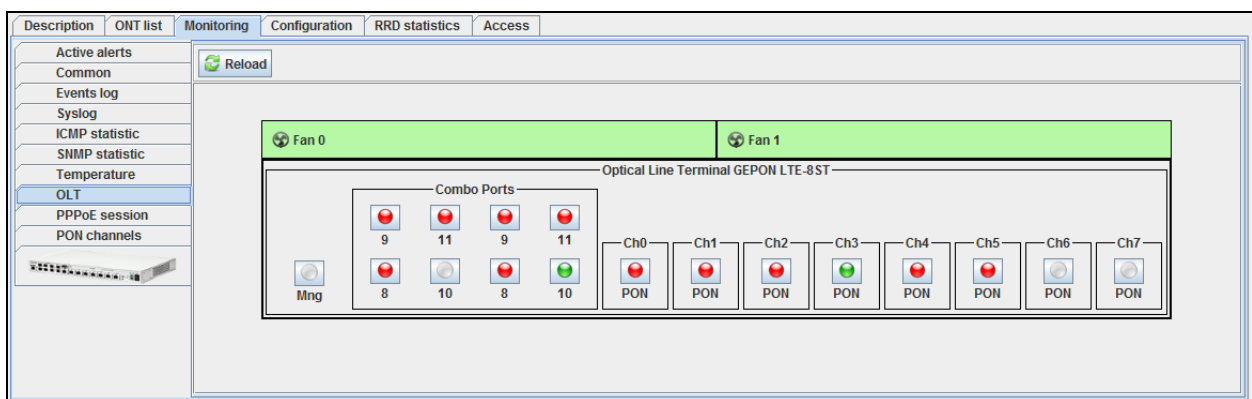 Description ONT list Monitoring Configuration RRD statistics Access
Active alerts
Common
Events log
Syslog
ICMP statistic
SNMP statistic
Temperature
OLT
PPPoE session
PON channels
Reload
Fan 0 Fan 1
Optical Line Terminal GEPON LTE-8ST
Combo Ports
9 11 9 11
Ch0 Ch1 Ch2 Ch3 Ch4 Ch5 Ch6 Ch7
Mng 8 10 8 10 PON PON PON PON PON PON PON PON